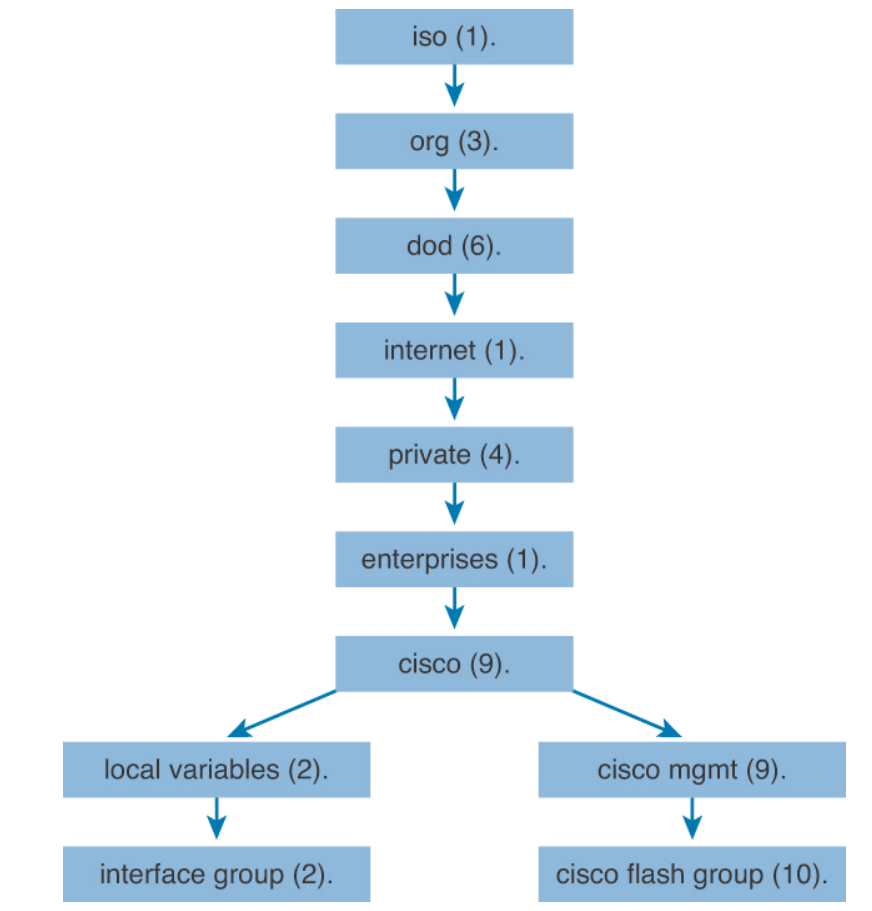 iso (1).
org (3).
dod (6).
internet (1).
private (4).
enterprises (1).
cisco (9).
local variables (2).
cisco mgmt (9).
interface group (2).
cisco flash group (10).